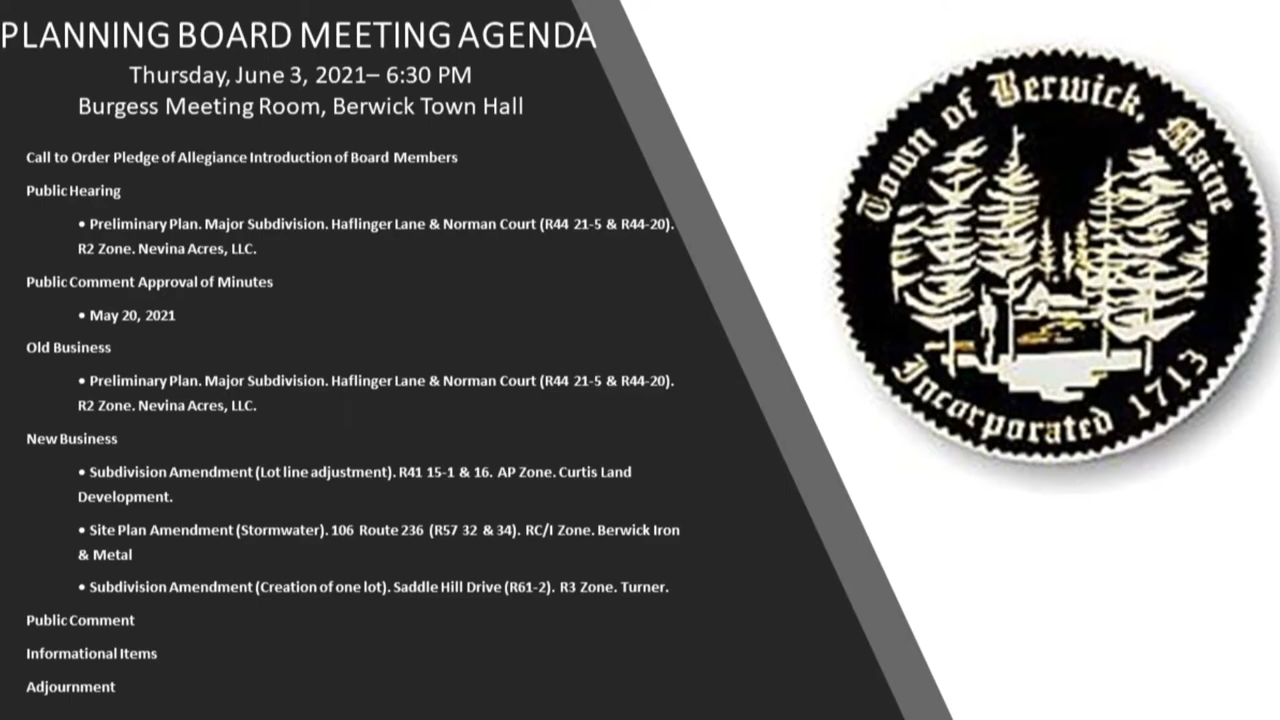 PLANNING BOARD MEETING AGENDA
Thursday, June 3, 2021– 6:30 PM
Burgess Meeting Room, Berwick Town Hall
Call to Order Pledge of Allegiance Introduction of Board Members
Public Hearing
• Preliminary Plan. Major Subdivision. Haflinger Lane & Norman Court (R44 21-5 & R44-20).
R2 Zone. Nevina Acres, LLC.
Public Comment Approval of Minutes
• May 20, 2021
Old Business
• Preliminary Plan. Major Subdivision. Haflinger Lane & Norman Court (R44 21-5 & R44-20).
R2 Zone. Nevina Acres, LLC.
New Business
• Subdivision Amendment (Lot line adjustment). R41 15-1 & 16. AP Zone. Curtis Land
Development.
• Site Plan Amendment (Stormwater). 106 Route 236 (R57 32 & 34). RC/I Zone. Berwick Iron
& Metal
• Subdivision Amendment (Creation of one lot). Saddle Hill Drive (R61-2). R3 Zone. Turner.
Public Comment
Informational Items
Adjournment
Town of Berwick, Maine
Incorporated 1713